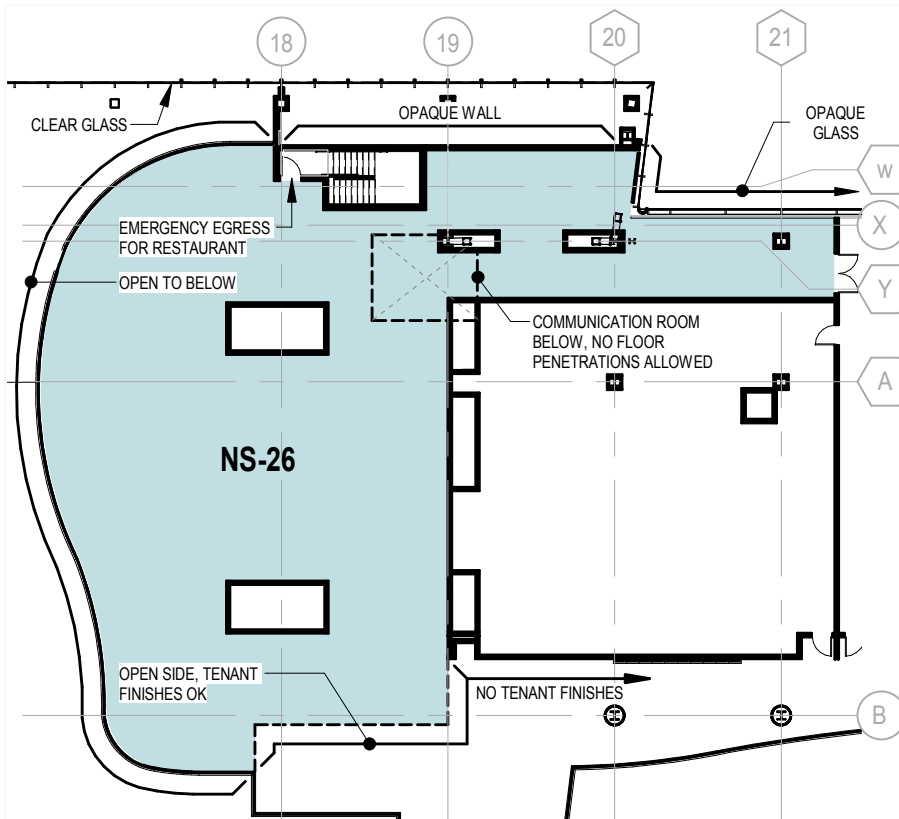 18
19
20
21
CLEAR GLASS
OPAQUE WALL
OPAQUE
GLASS
w
EMERGENCY EGRESS
FOR RESTAURANT
X
OPEN TO BELOW
Y
COMMUNICATION ROOM
BELOW, NO FLOOR
PENETRATIONS ALLOWED
A
NS-26
OPEN SIDE, TENANT
FINISHES OK
NO TENANT FINISHES
B